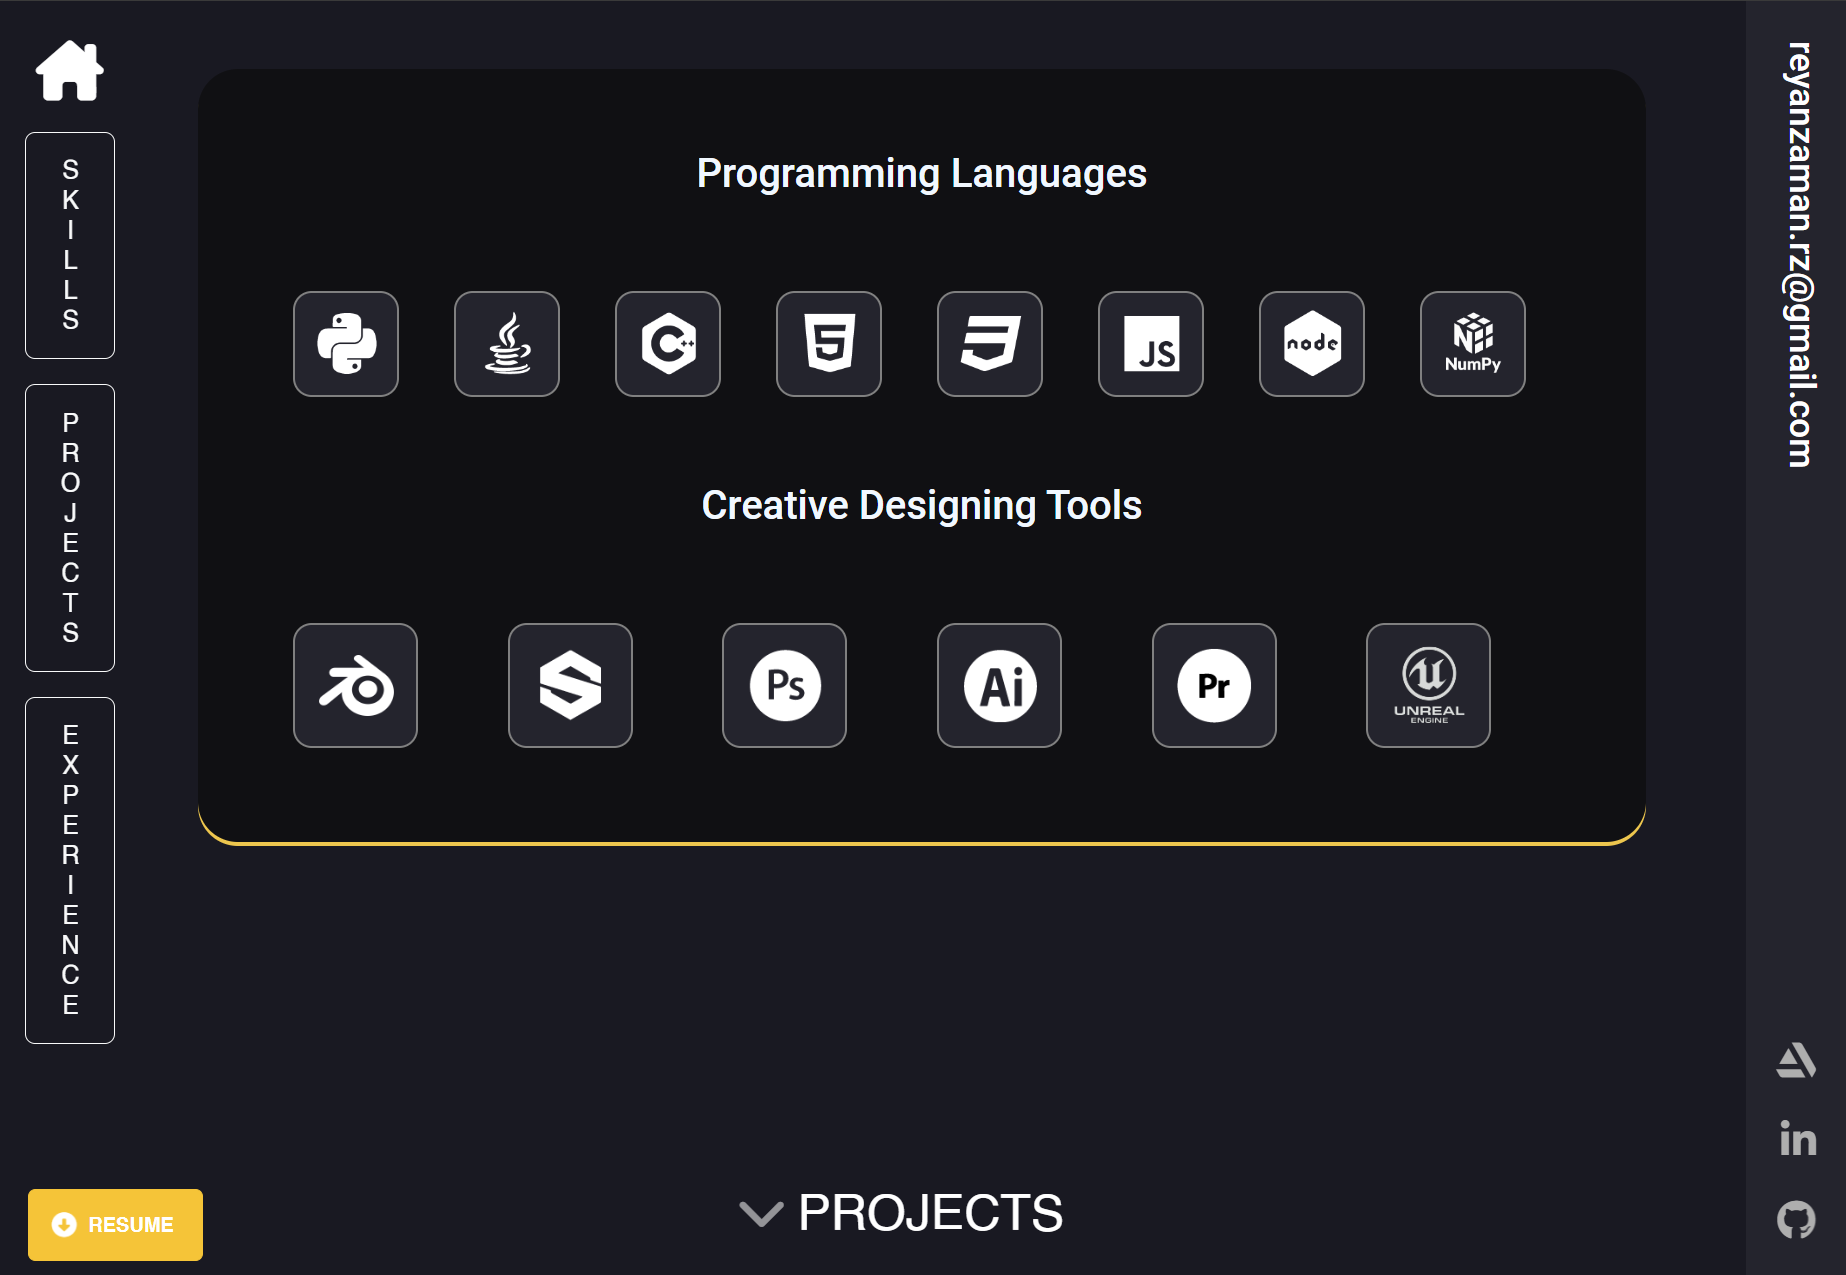 SKILLS
PROJECTS
EXPERIENCE
RESUME
Programming Languages
5
C++
JS
node
NumPy
Creative Designing Tools
Ps
Ai
Pr
UNREAL
ENGINE
PROJECTS
reyanzaman.rz@gmail.com
in